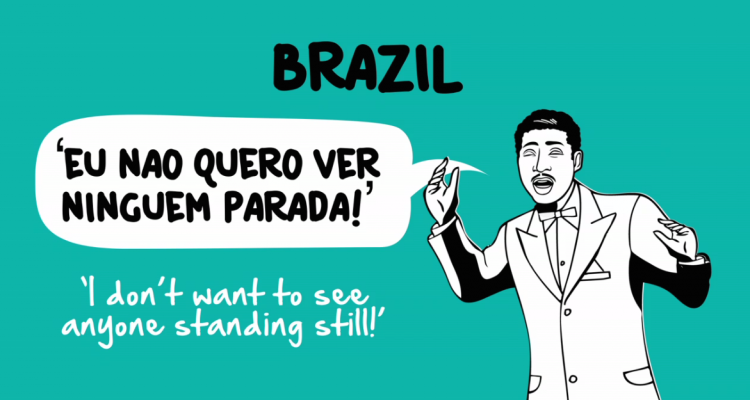 BRAZIL
'EU NAO QUERO VER
NINGUEM PARADA!'
'I don't want to see
anyone standing still!'